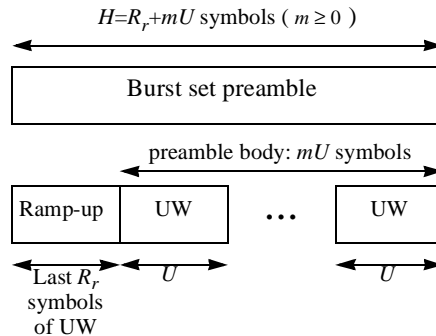 H=Rr+mU symbols ( m ≥ 0 )
Burst set preamble
preamble body: mU symbols
Ramp-up UW ... UW
Last Rr U U
symbols
of UW